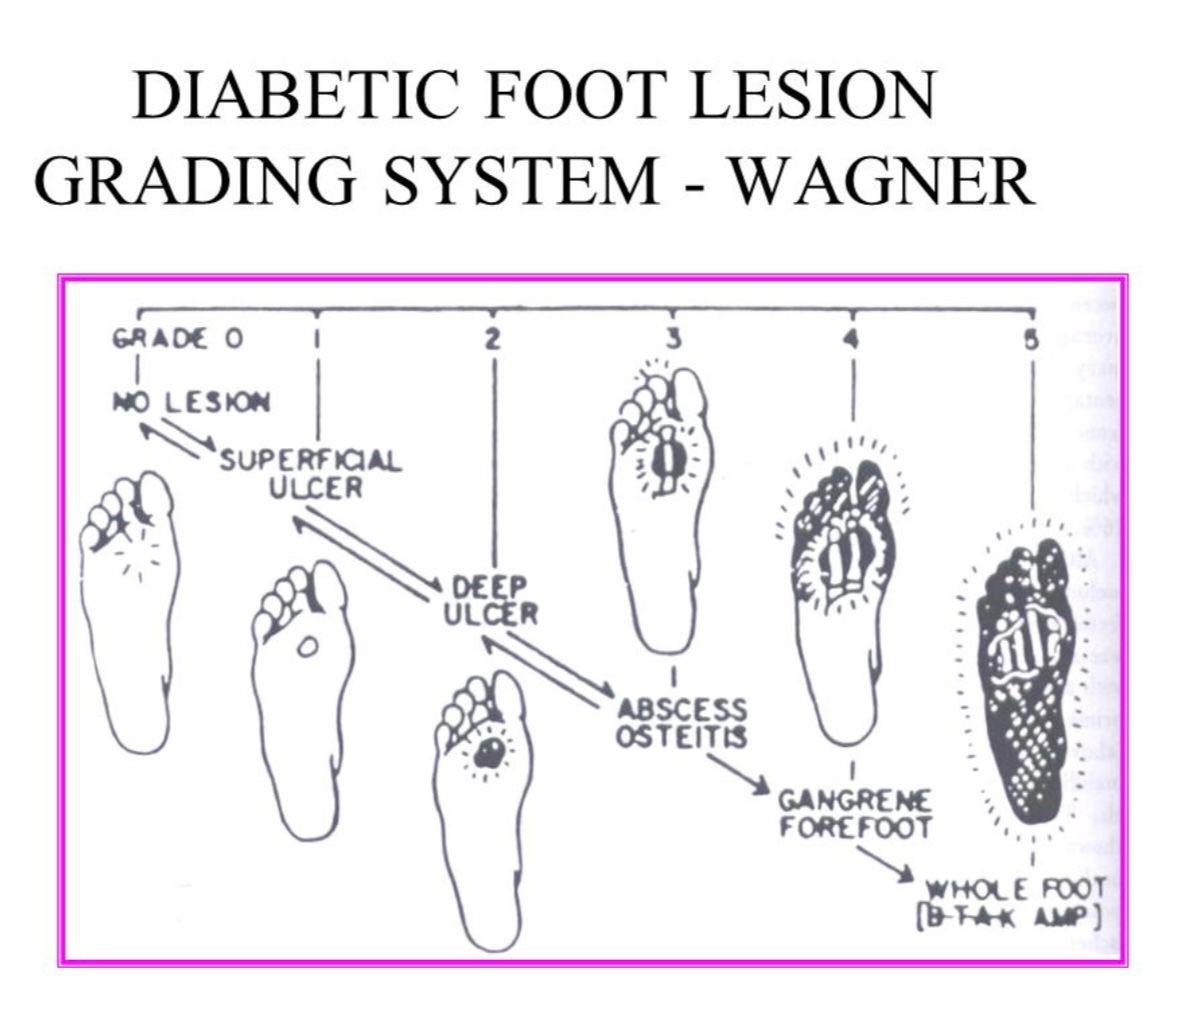 DIABETIC FOOT LESION
GRADING SYSTEM - WAGNER
GRADE 0 1 2 3 4 5
NO LESION
SUPERFICIAL
ULCER
DEEP
ULCER
ABSCESS
OSTEITIS
GANGRENE
FOREFOOT
WHOLE FOOT
AMP]